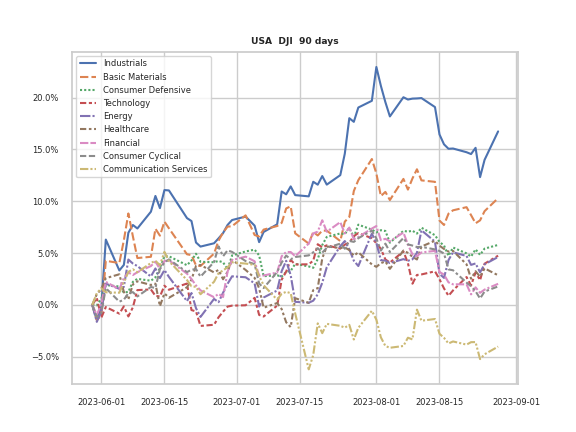 USA DJI 90 days
Industrials
Basic Materials
Consumer Defensive
Technology
Energy
Healthcare
Financial
Consumer Cyclical
Communication Services
20.0%
15.0%
10.0%
5.0%
0.0%
−5.0%
2023-06-01 2023-06-15 2023-07-01 2023-07-15 2023-08-01 2023-08-15 2023-09-01